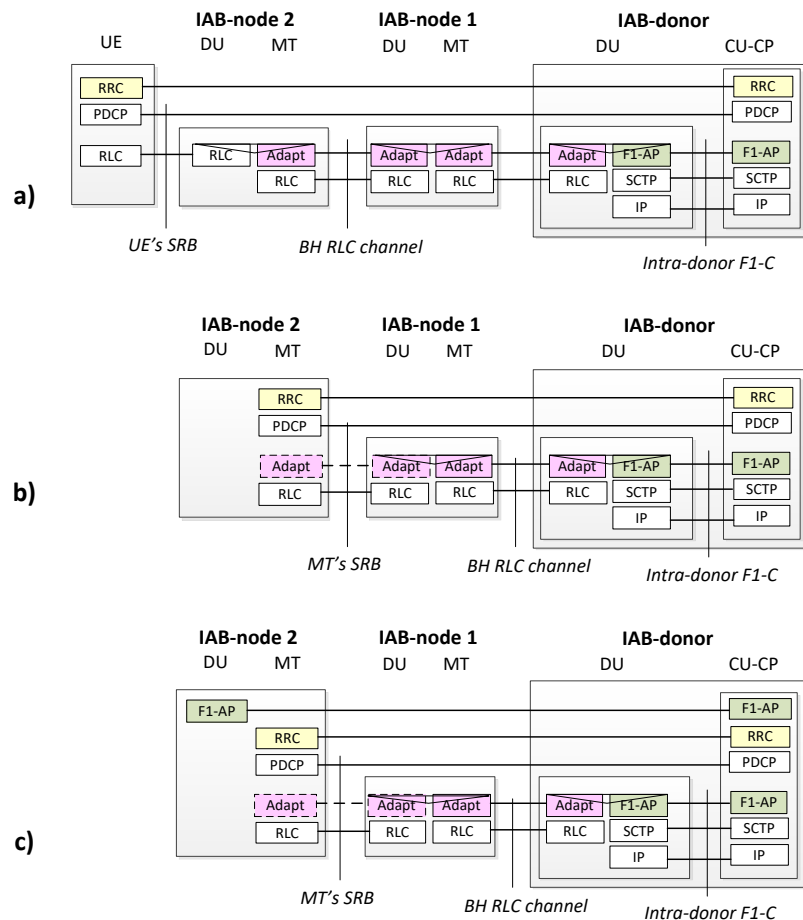 IAB-node 2 IAB-node 1 IAB-donor
UE DU MT DU MT DU CU-CP
RRC RRC
PDCP PDCP
RLC RLC Adapt Adapt Adapt Adapt F1-AP F1-AP
RLC RLC RLC RLC SCTP SCTP
a)
IP IP
UE's SRB BH RLC channel Intra-donor F1-C
IAB-node 2 IAB-node 1 IAB-donor
DU MT DU MT DU CU-CP
RRC RRC
PDCP PDCP
Adapt Adapt Adapt Adapt F1-AP F1-AP
b)
RLC RLC RLC RLC SCTP SCTP
IP IP
MT's SRB BH RLC channel Intra-donor F1-C
IAB-node 2 IAB-node 1 IAB-donor
DU MT DU MT DU CU-CP
F1-AP F1-AP
RRC RRC
PDCP PDCP
Adapt Adapt Adapt Adapt F1-AP F1-AP
RLC RLC RLC RLC SCTP SCTP
c)
IP IP
MT's SRB BH RLC channel Intra-donor F1-C